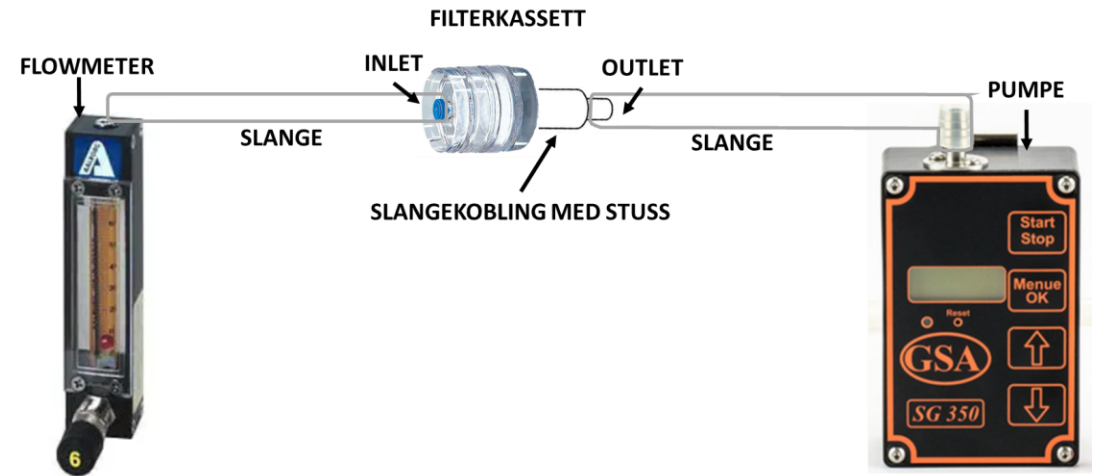 FILTERKASSETT
FLOWMETER
INLET
OUTLET
PUMPE
SLANGE
SLANGE
SLANGEKOBLING MED STUSS
A
6
Start
Stop
Menue
OK
Reset
GSA
SG 350